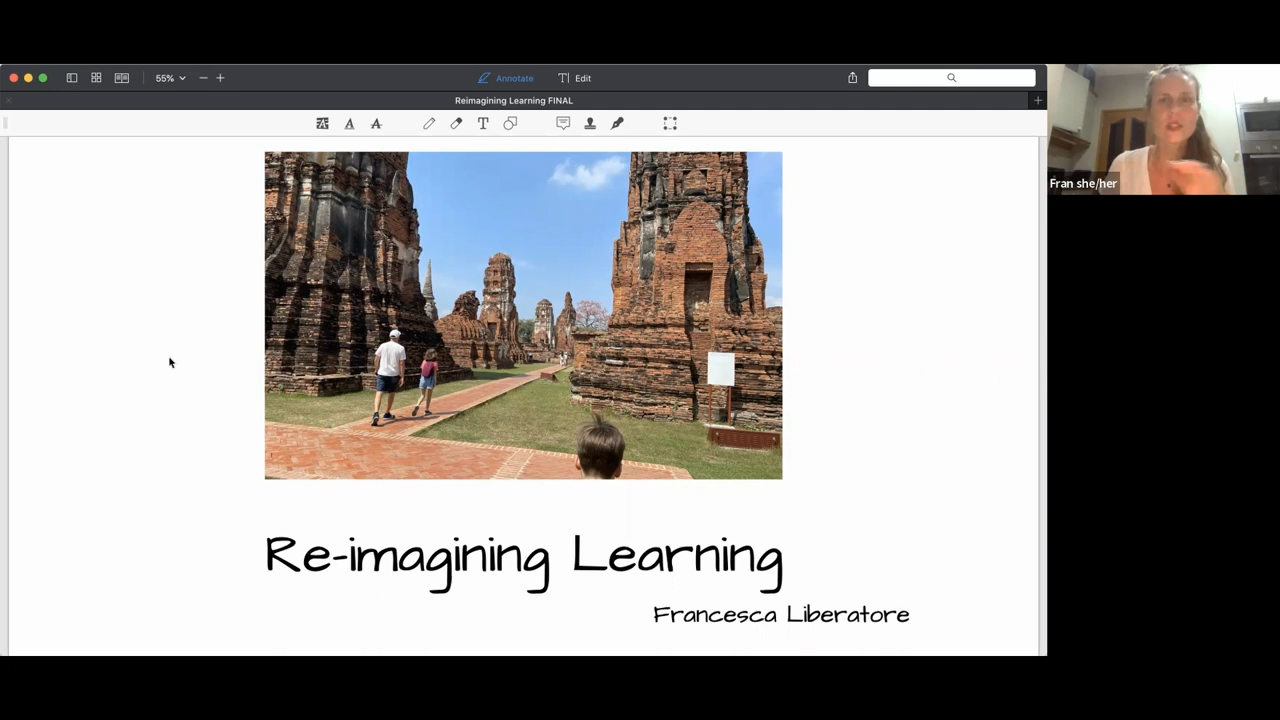 55%
Annotate
Edit
Reimagining Learning FINAL
Fran she/her
Re-imagining Learning
Francesca Liberatore